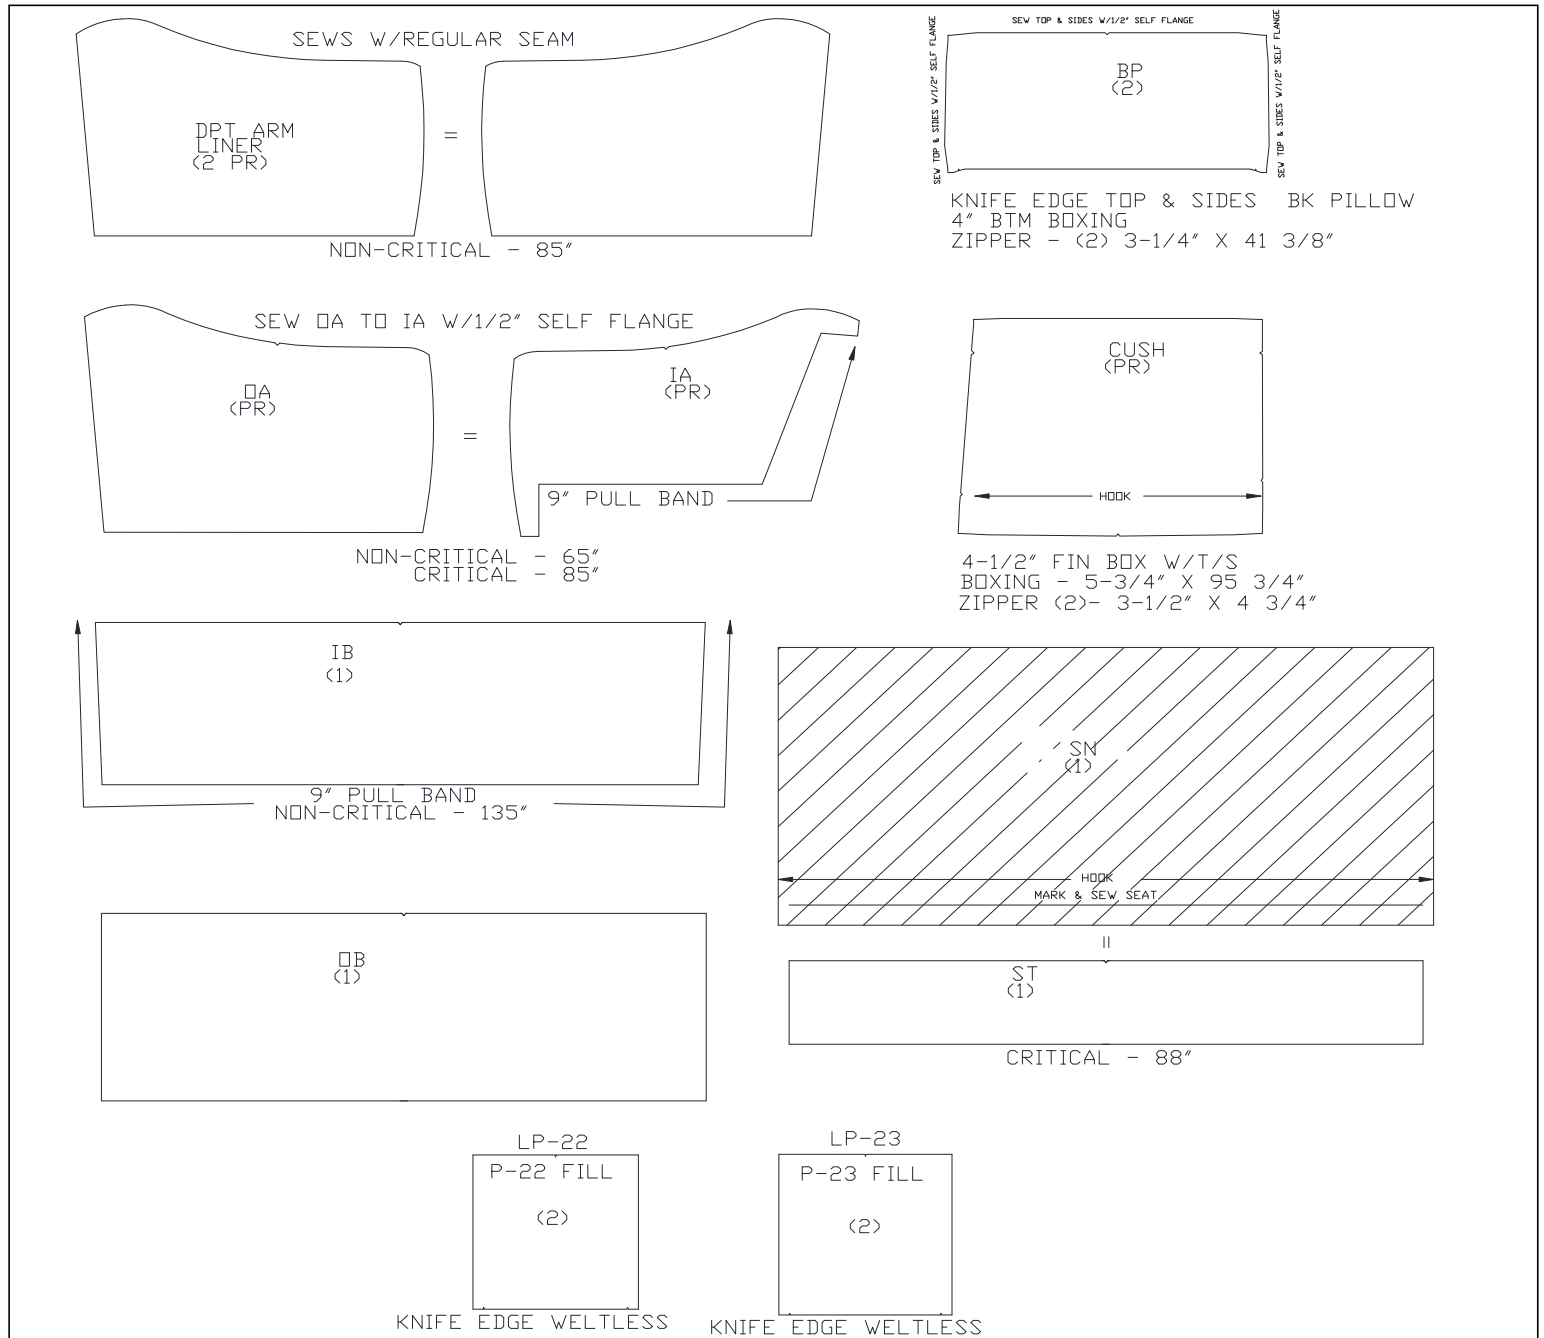 SEWS W/REGULAR SEAM
DPT ARM
LINER
(2 PR)
=
NON-CRITICAL - 85"
SEW TOP & SIDES W/1/2" SELF FLANGE
SEW TOP & SIDES W/1/2" SELF FLANGE
SEW TOP & SIDES W/1/2" SELF FLANGE
BP
(2)
KNIFE EDGE TOP & SIDES BK PILLOW
4" BTM BOXING
ZIPPER - (2) 3-1/4" X 41 3/8"
SEW OA TO IA W/1/2" SELF FLANGE
OA
(PR)
=
IA
(PR)
9" PULL BAND
NON-CRITICAL - 65"
CRITICAL - 85"
CUSH
(PR)
HOOK
4-1/2" FIN BOX W/T/S
BOXING - 5-3/4" X 95 3/4"
ZIPPER (2)- 3-1/2" X 4 3/4"
IB
(1)
9" PULL BAND
NON-CRITICAL - 135"
SN
(1)
HOOK
MARK & SEW SEAT
=
OB
(1)
ST
(1)
CRITICAL - 88"
LP-22
P-22 FILL
(2)
KNIFE EDGE WELTLESS
LP-23
P-23 FILL
(2)
KNIFE EDGE WELTLESS